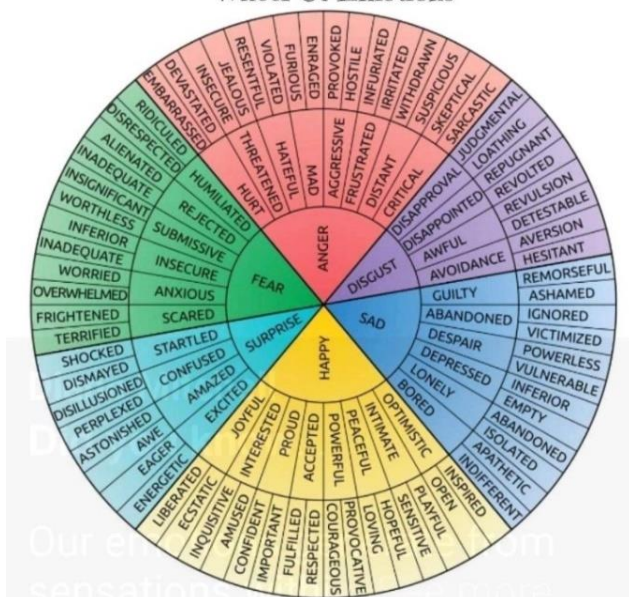 ANGER
HURT
THREATENED
HATEFUL
MAD
AGGRESSIVE
FRUSTRATED
DISTANT
CRITICAL
EMBARRASSED
DEVASTATED
INSECURE
JEALOUS
RESENTFUL
VIOLATED
FURIOUS
ENRAGED
PROVOKED
HOSTILE
INFURIATED
IRRITATED
WITHDRAWN
SUSPICIOUS
SKEPTICAL
SARCASTIC
DISGUST
DISAPPROVAL
DISAPPOINTED
AWFUL
AVOIDANCE
JUDGMENTAL
LOATHING
REPUGNANT
REVOLTED
REVULSION
DETESTABLE
AVERSION
HESITANT
SAD
GUILTY
ABANDONED
DESPAIR
DEPRESSED
LONELY
BORED
REMORSEFUL
ASHAMED
IGNORED
VICTIMIZED
POWERLESS
VULNERABLE
INFERIOR
EMPTY
ABANDONED
ISOLATED
APATHETIC
INDIFFERENT
HAPPY
OPTIMISTIC
INTIMATE
PEACEFUL
POWERFUL
ACCEPTED
PROUD
INTERESTED
JOYFUL
INSPIRED
OPEN
PLAYFUL
SENSITIVE
HOPEFUL
LOVING
PROVOCATIVE
COURAGEOUS
RESPECTED
FULFILLED
IMPORTANT
CONFIDENT
AMUSED
INQUISITIVE
ECSTATIC
LIBERATED
SURPRISE
EXCITED
AMAZED
CONFUSED
STARTLED
ENERGETIC
EAGER
AWE
ASTONISHED
PERPLEXED
DISILLUSIONED
DISMAYED
SHOCKED
FEAR
SCARED
ANXIOUS
INSECURE
SUBMISSIVE
REJECTED
HUMILIATED
TERRIFIED
FRIGHTENED
OVERWHELMED
WORRIED
INADEQUATE
INFERIOR
WORTHLESS
INSIGNIFICANT
INADEQUATE
ALIENATED
DISRESPECTED
RIDICULED
Our from